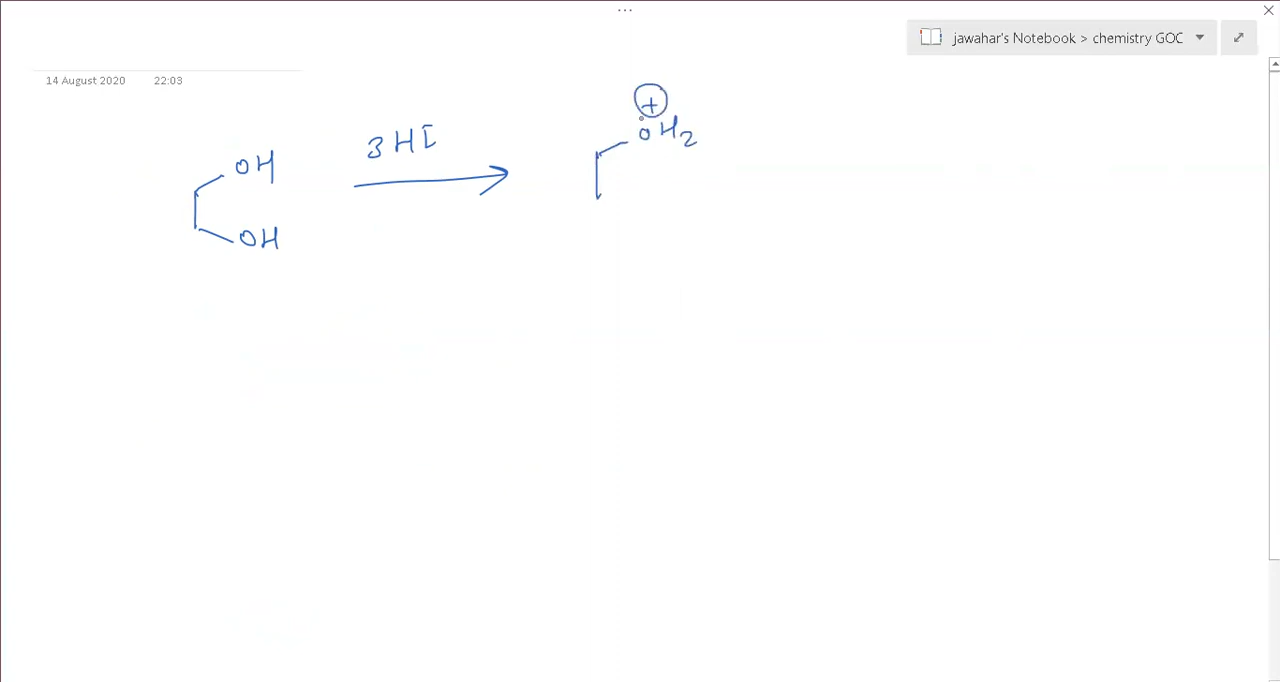 ...
jawahar's Notebook > chemistry GOC
14 August 2020 22:03
OH
OH
3HI
+
OH2